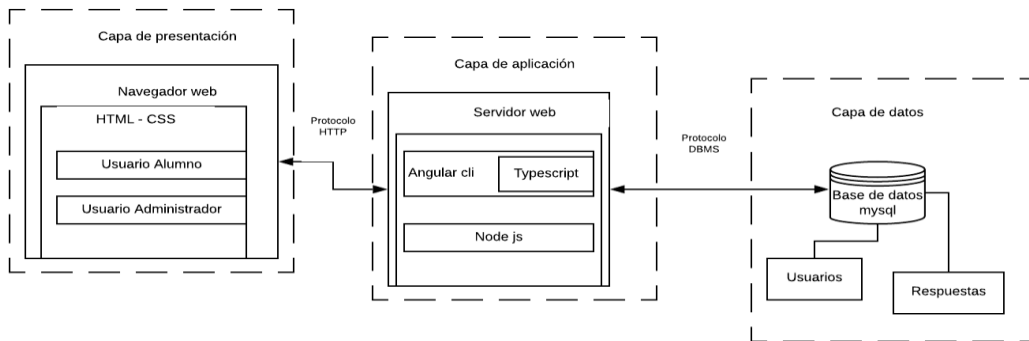 Capa de presentación
Navegador web
HTML - CSS
Usuario Alumno
Usuario Administrador
Protocolo
HTTP
Capa de aplicación
Servidor web
Angular cli
Typescript
Node js
Protocolo
DBMS
Capa de datos
Base de datos
mysql
Usuarios
Respuestas